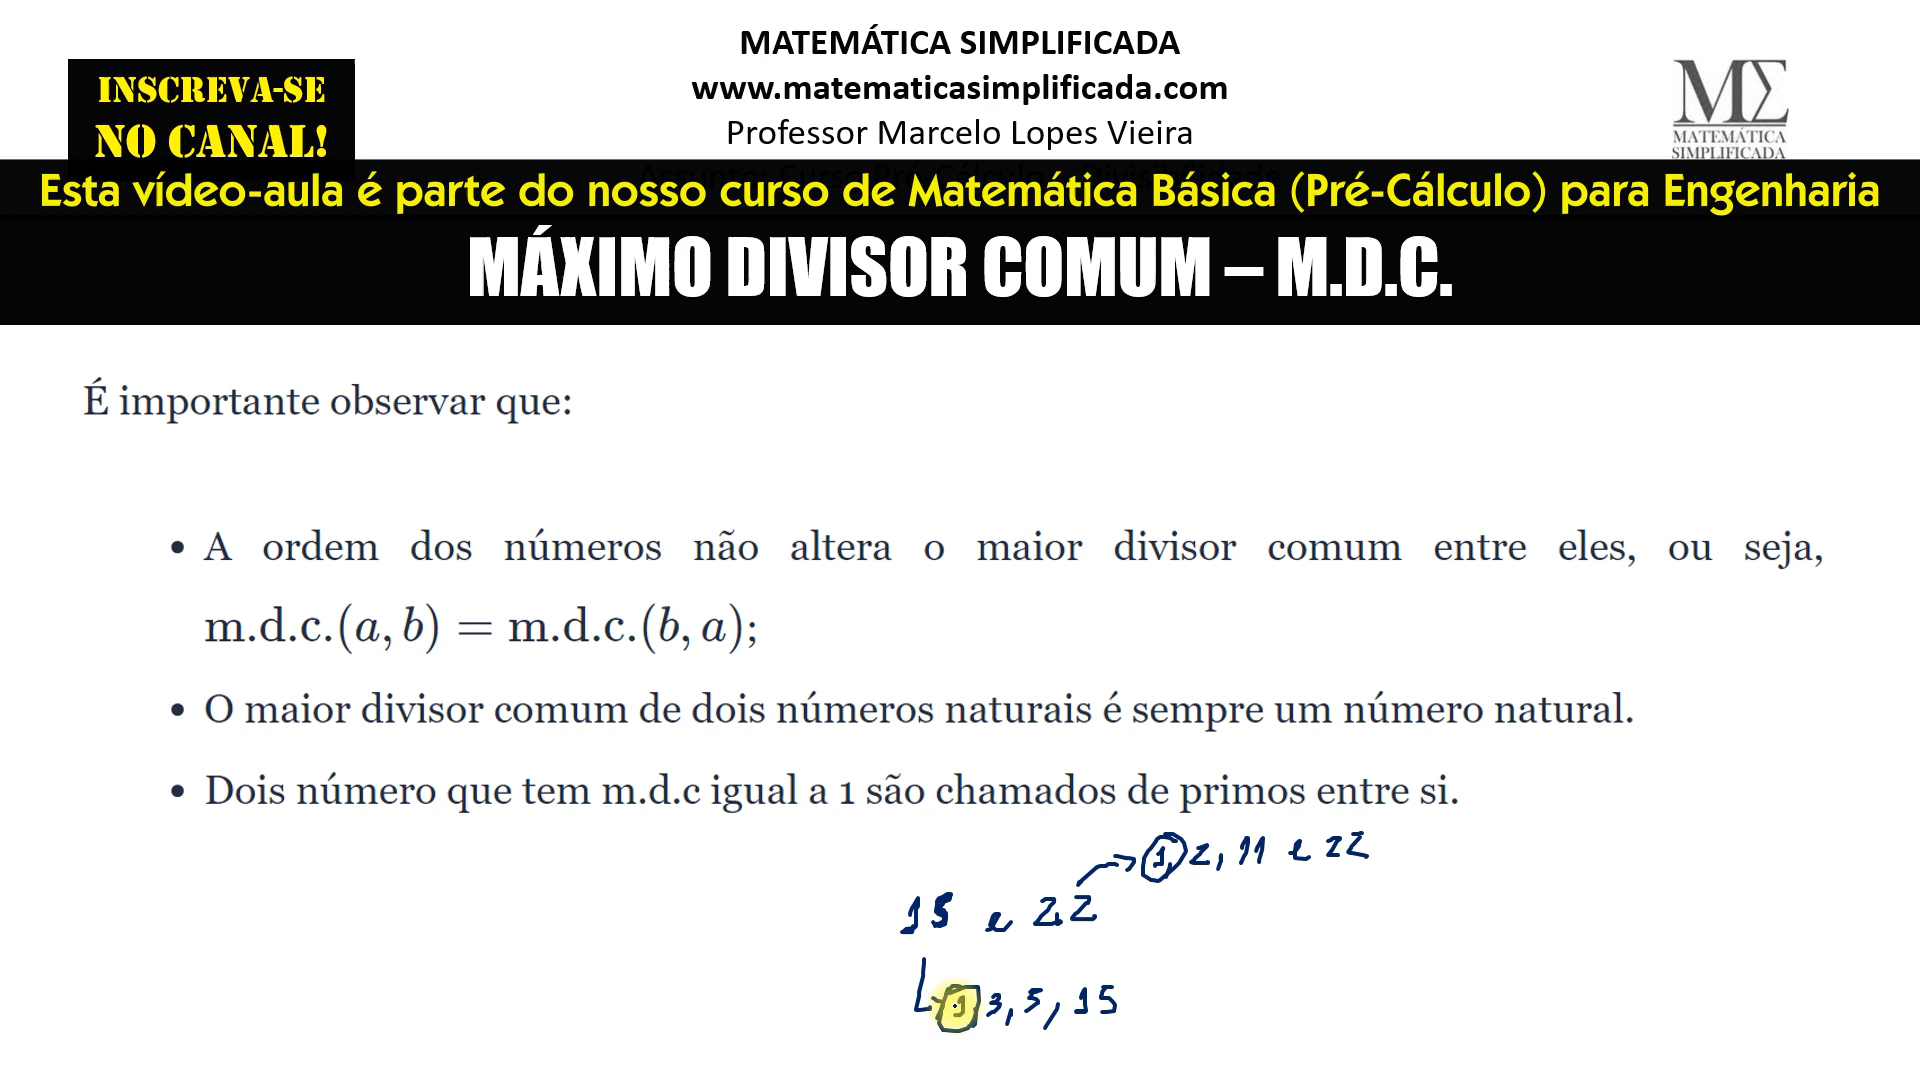 MATEMÁTICA SIMPLIFICADA
www.matematicasimplificada.com
Professor Marcelo Lopes Vieira
INSCREVA-SE
NO CANAL!
MΣ
MATEMÁTICA
SIMPLIFICADA
Esta vídeo-aula é parte do nosso curso de Matemática Básica (Pré-Cálculo) para Engenharia
MÁXIMO DIVISOR COMUM – M.D.C.
É importante observar que:
• A ordem dos números não altera o maior divisor comum entre eles, ou seja,
m.d.c.(a, b) = m.d.c.(b, a);
• O maior divisor comum de dois números naturais é sempre um número natural.
• Dois número que tem m.d.c igual a 1 são chamados de primos entre si.
1, 2, 11 e 22
15 e 22
1 3, 5, 15